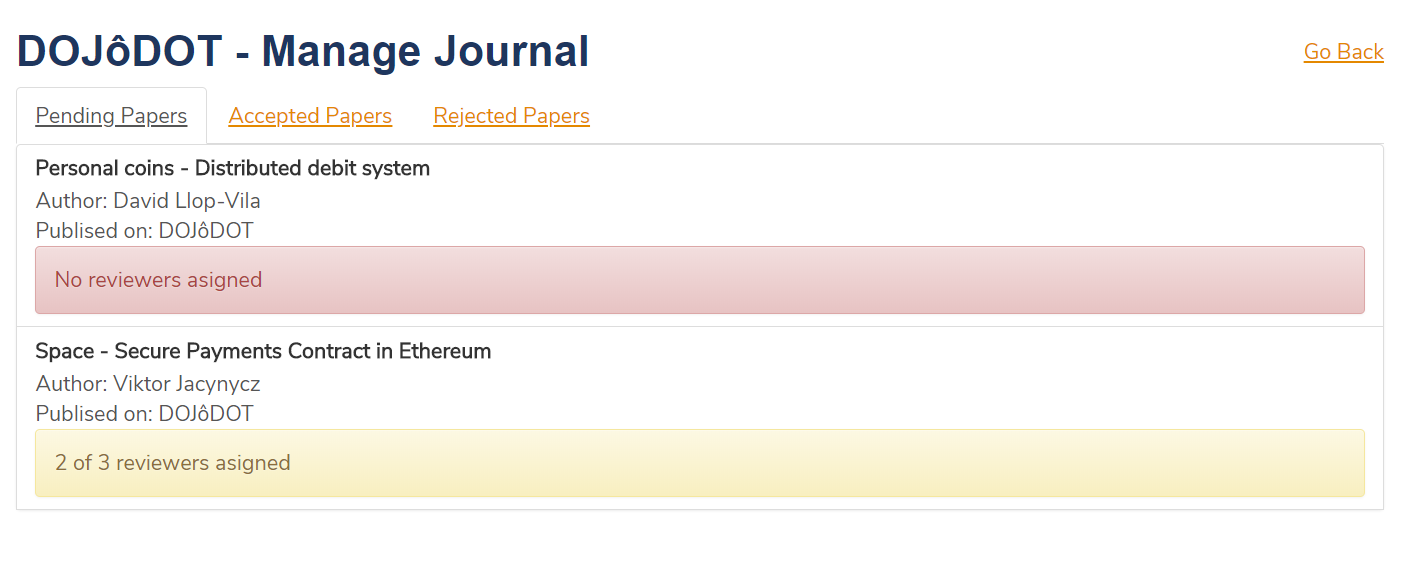 DOJôDOT - Manage Journal
Go Back
Pending Papers
Accepted Papers
Rejected Papers
Personal coins - Distributed debit system
Author: David Llop-Vila
Publised on: DOJôDOT
No reviewers asigned
Space - Secure Payments Contract in Ethereum
Author: Viktor Jacynycz
Publised on: DOJôDOT
2 of 3 reviewers asigned